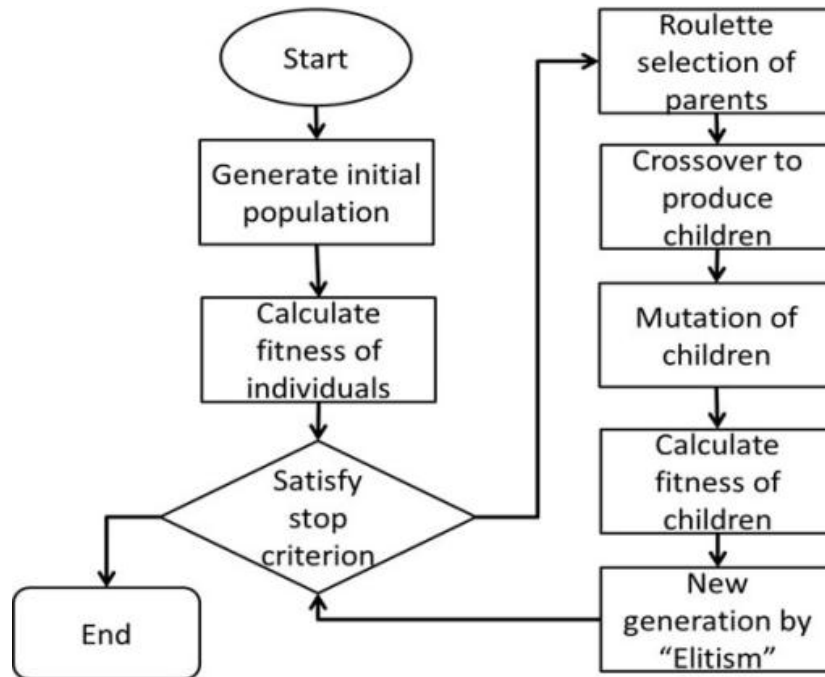 Start
Generate initial
population
Calculate
fitness of
individuals
Satisfy
stop
criterion
End
Roulette
selection of
parents
Crossover to
produce
children
Mutation of
children
Calculate
fitness of
children
New
generation by
“Elitism”